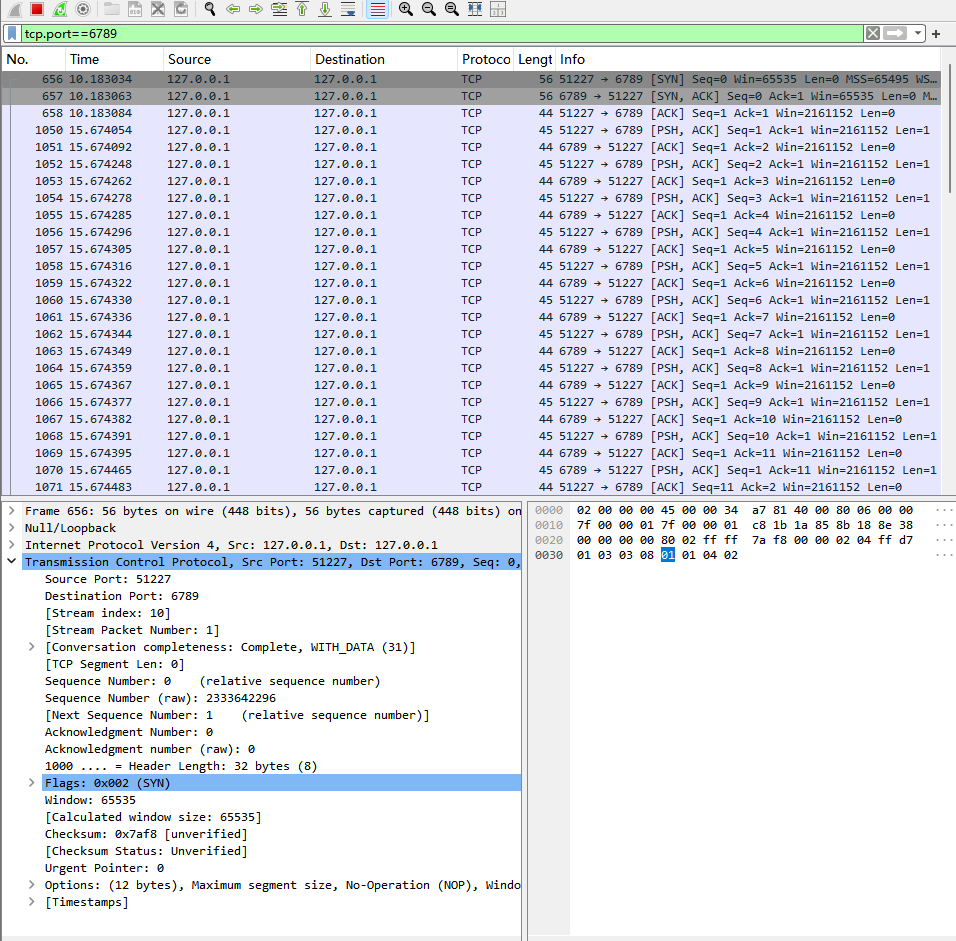 tcp.port==6789
No. Time Source Destination Protoco Lengt Info
656 10.183034 127.0.0.1 127.0.0.1 TCP 56 51227 → 6789 [SYN] Seq=0 Win=65535 Len=0 MSS=65495 WS…
657 10.183063 127.0.0.1 127.0.0.1 TCP 56 6789 → 51227 [SYN, ACK] Seq=0 Ack=1 Win=65535 Len=0 M…
658 10.183084 127.0.0.1 127.0.0.1 TCP 44 51227 → 6789 [ACK] Seq=1 Ack=1 Win=2161152 Len=0
1050 15.674054 127.0.0.1 127.0.0.1 TCP 45 51227 → 6789 [PSH, ACK] Seq=1 Ack=1 Win=2161152 Len=1
1051 15.674092 127.0.0.1 127.0.0.1 TCP 44 6789 → 51227 [ACK] Seq=1 Ack=2 Win=2161152 Len=0
1052 15.674248 127.0.0.1 127.0.0.1 TCP 45 51227 → 6789 [PSH, ACK] Seq=2 Ack=1 Win=2161152 Len=1
1053 15.674262 127.0.0.1 127.0.0.1 TCP 44 6789 → 51227 [ACK] Seq=1 Ack=3 Win=2161152 Len=0
1054 15.674278 127.0.0.1 127.0.0.1 TCP 45 51227 → 6789 [PSH, ACK] Seq=3 Ack=1 Win=2161152 Len=1
1055 15.674285 127.0.0.1 127.0.0.1 TCP 44 6789 → 51227 [ACK] Seq=1 Ack=4 Win=2161152 Len=0
1056 15.674296 127.0.0.1 127.0.0.1 TCP 45 51227 → 6789 [PSH, ACK] Seq=4 Ack=1 Win=2161152 Len=1
1057 15.674305 127.0.0.1 127.0.0.1 TCP 44 6789 → 51227 [ACK] Seq=1 Ack=5 Win=2161152 Len=0
1058 15.674316 127.0.0.1 127.0.0.1 TCP 45 51227 → 6789 [PSH, ACK] Seq=5 Ack=1 Win=2161152 Len=1
1059 15.674322 127.0.0.1 127.0.0.1 TCP 44 6789 → 51227 [ACK] Seq=1 Ack=6 Win=2161152 Len=0
1060 15.674330 127.0.0.1 127.0.0.1 TCP 45 51227 → 6789 [PSH, ACK] Seq=6 Ack=1 Win=2161152 Len=1
1061 15.674336 127.0.0.1 127.0.0.1 TCP 44 6789 → 51227 [ACK] Seq=1 Ack=7 Win=2161152 Len=0
1062 15.674344 127.0.0.1 127.0.0.1 TCP 45 51227 → 6789 [PSH, ACK] Seq=7 Ack=1 Win=2161152 Len=1
1063 15.674349 127.0.0.1 127.0.0.1 TCP 44 6789 → 51227 [ACK] Seq=1 Ack=8 Win=2161152 Len=0
1064 15.674359 127.0.0.1 127.0.0.1 TCP 45 51227 → 6789 [PSH, ACK] Seq=8 Ack=1 Win=2161152 Len=1
1065 15.674367 127.0.0.1 127.0.0.1 TCP 44 6789 → 51227 [ACK] Seq=1 Ack=9 Win=2161152 Len=0
1066 15.674377 127.0.0.1 127.0.0.1 TCP 45 51227 → 6789 [PSH, ACK] Seq=9 Ack=1 Win=2161152 Len=1
1067 15.674382 127.0.0.1 127.0.0.1 TCP 44 6789 → 51227 [ACK] Seq=1 Ack=10 Win=2161152 Len=0
1068 15.674391 127.0.0.1 127.0.0.1 TCP 45 51227 → 6789 [PSH, ACK] Seq=10 Ack=1 Win=2161152 Len=1
1069 15.674395 127.0.0.1 127.0.0.1 TCP 44 6789 → 51227 [ACK] Seq=1 Ack=11 Win=2161152 Len=0
1070 15.674465 127.0.0.1 127.0.0.1 TCP 45 6789 → 51227 [PSH, ACK] Seq=1 Ack=11 Win=2161152 Len=1
1071 15.674483 127.0.0.1 127.0.0.1 TCP 44 51227 → 6789 [ACK] Seq=11 Ack=2 Win=2161152 Len=0
Frame 656: 56 bytes on wire (448 bits), 56 bytes captured (448 bits) on
Null/Loopback
Internet Protocol Version 4, Src: 127.0.0.1, Dst: 127.0.0.1
Transmission Control Protocol, Src Port: 51227, Dst Port: 6789, Seq: 0,
Source Port: 51227
Destination Port: 6789
[Stream index: 10]
[Stream Packet Number: 1]
[Conversation completeness: Complete, WITH_DATA (31)]
[TCP Segment Len: 0]
Sequence Number: 0 (relative sequence number)
Sequence Number (raw): 2333642296
[Next Sequence Number: 1 (relative sequence number)]
Acknowledgment Number: 0
Acknowledgment number (raw): 0
1000 .... = Header Length: 32 bytes (8)
Flags: 0x002 (SYN)
Window: 65535
[Calculated window size: 65535]
Checksum: 0x7af8 [unverified]
[Checksum Status: Unverified]
Urgent Pointer: 0
Options: (12 bytes), Maximum segment size, No-Operation (NOP), Windo
[Timestamps]
0000 02 00 00 00 45 00 00 34 a7 81 40 00 80 06 00 00 ···
0010 7f 00 00 01 7f 00 00 01 c8 1b 1a 85 8b 18 8e 38 ···
0020 00 00 00 00 80 02 ff ff 7a f8 00 00 02 04 ff d7 ···
0030 01 03 03 08 01 01 04 02 ···